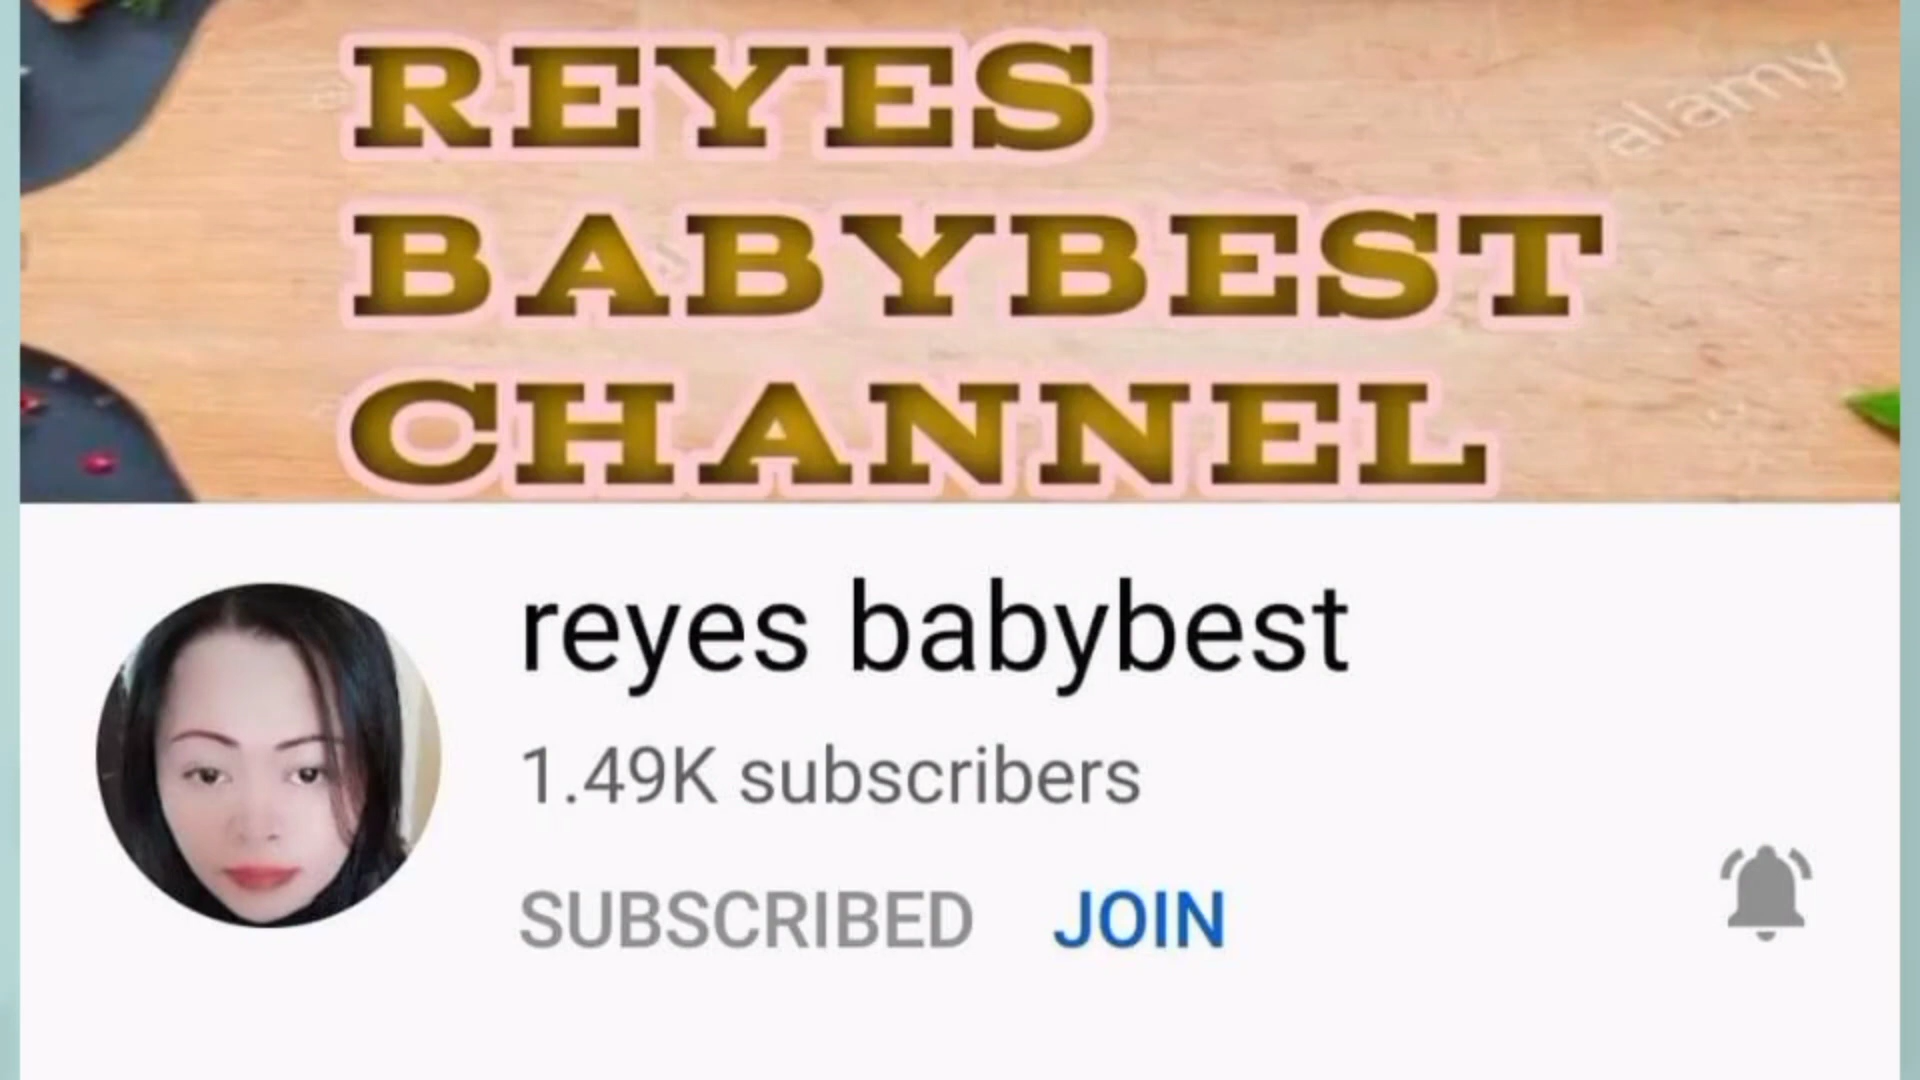 REYES
alamy
BABYBEST
CHANNEL
reyes babybest
1.49K subscribers
SUBSCRIBED JOIN